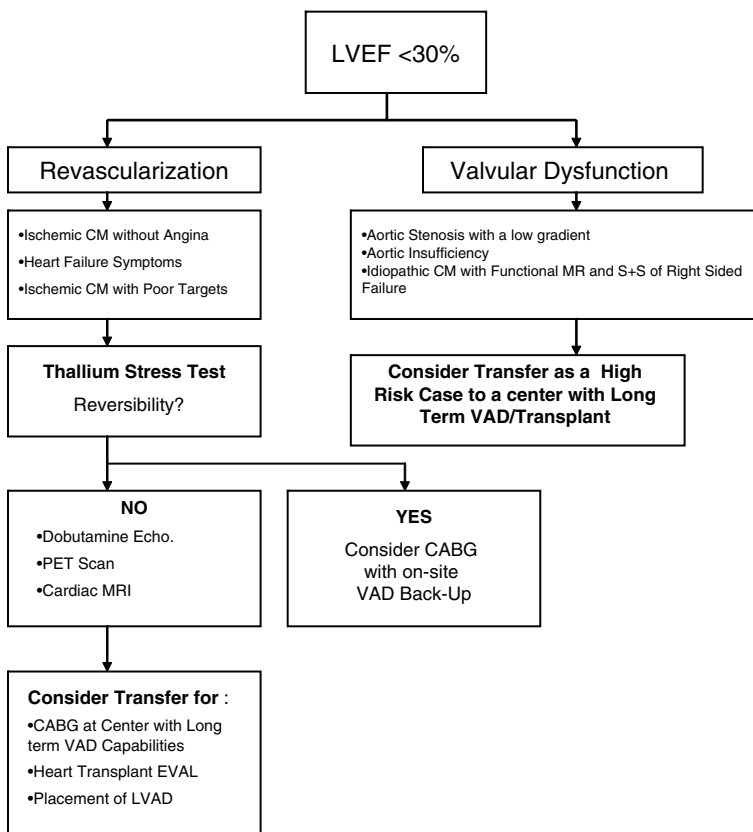 LVEF <30%
Revascularization
Valvular Dysfunction
•Ischemic CM without Angina
•Heart Failure Symptoms
•Ischemic CM with Poor Targets
•Aortic Stenosis with a low gradient
•Aortic Insufficiency
•Idiopathic CM with Functional MR and S+S of Right Sided
Failure
Thallium Stress Test
Reversibility?
Consider Transfer as a High
Risk Case to a center with Long
Term VAD/Transplant
NO
•Dobutamine Echo.
•PET Scan
•Cardiac MRI
YES
Consider CABG
with on-site
VAD Back-Up
Consider Transfer for :
•CABG at Center with Long
term VAD Capabilities
•Heart Transplant EVAL
•Placement of LVAD